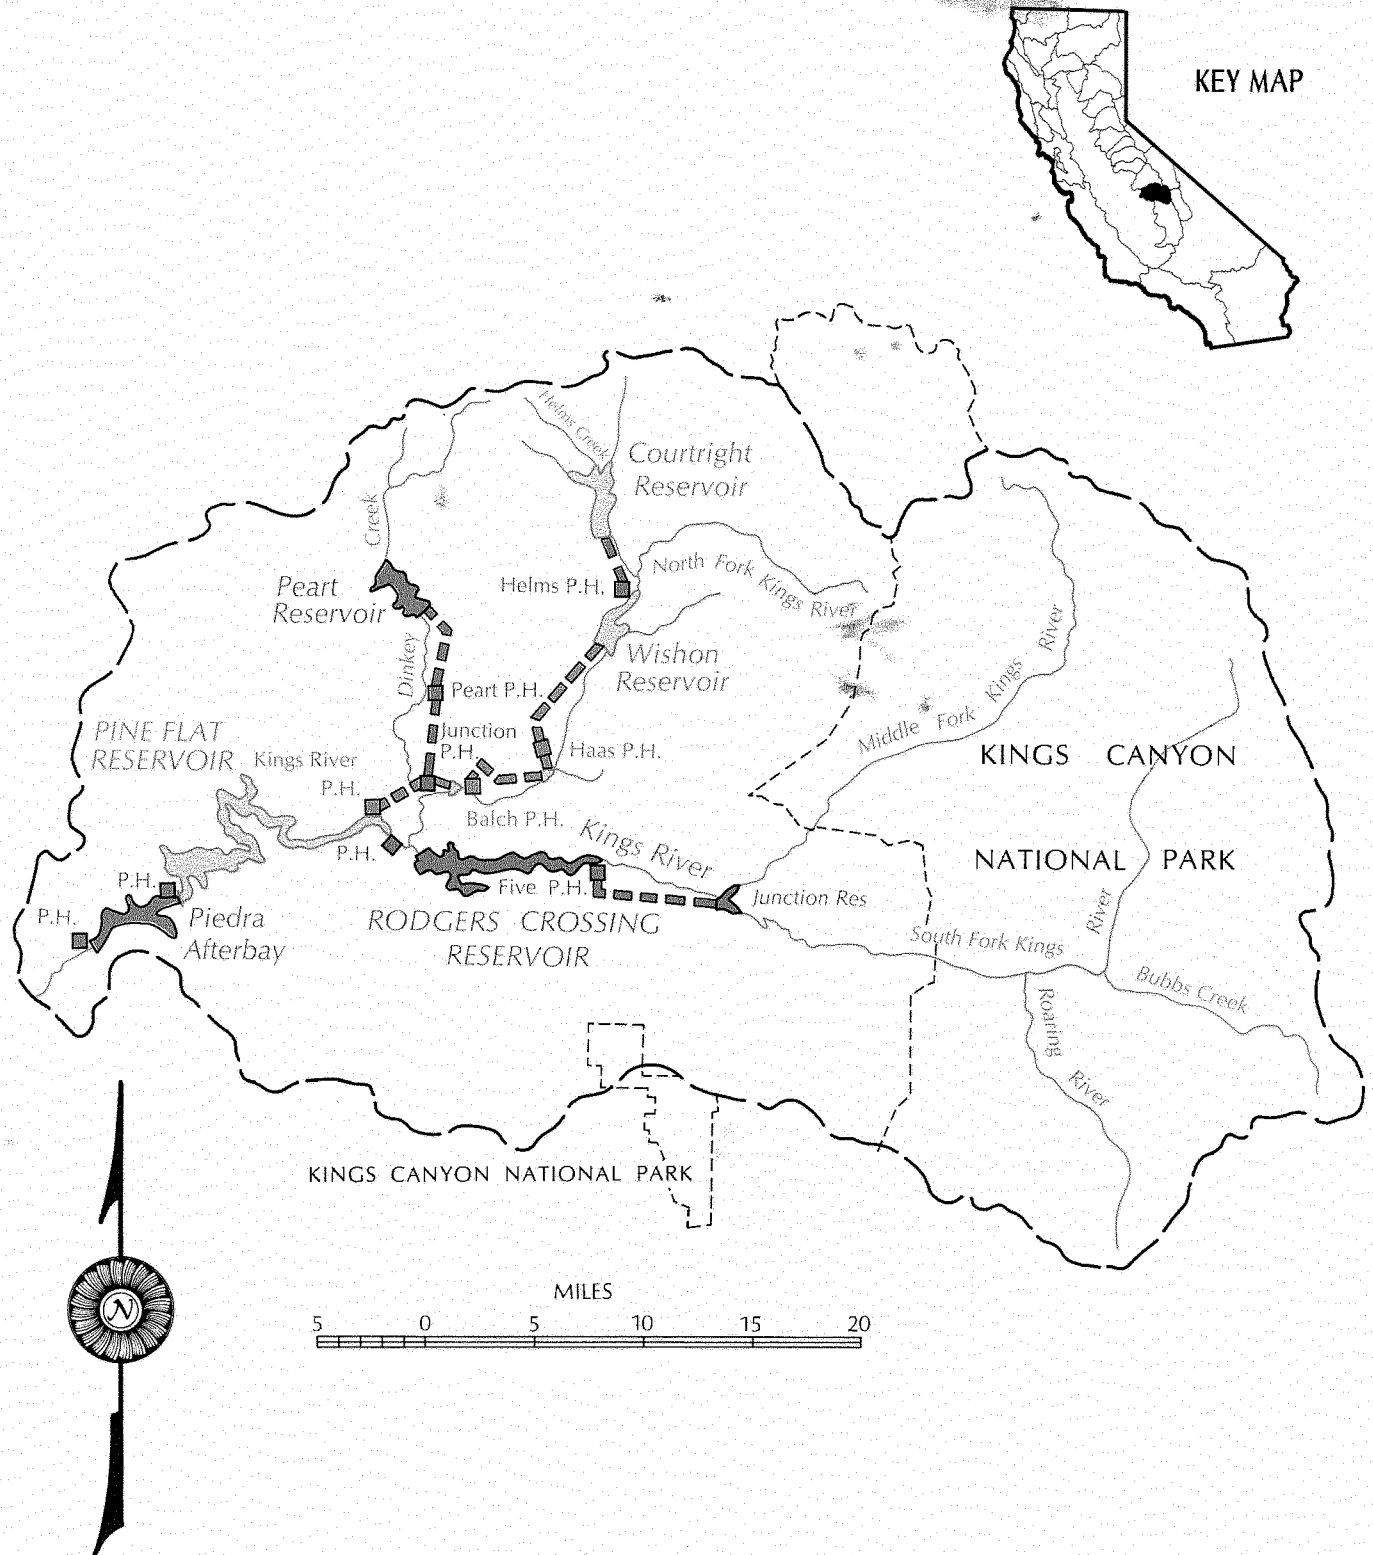 KEY MAP
Helms Creek
Courtright
Reservoir
Creek
North Fork Kings River
Helms P.H.
Peart
Reservoir
Dinkey
Wishon
Reservoir
Peart P.H.
Junction
P.H.
Haas P.H.
Middle Fork Kings River
PINE FLAT
RESERVOIR
Kings River
P.H.
KINGS CANYON
NATIONAL PARK
Balch P.H.
Kings River
P.H.
P.H.
P.H.
Five P.H.
Junction Res
Piedra
Afterbay
RODGERS CROSSING
RESERVOIR
South Fork Kings River
Bubbs Creek
Roaring River
KINGS CANYON NATIONAL PARK
N
MILES
5 0 5 10 15 20